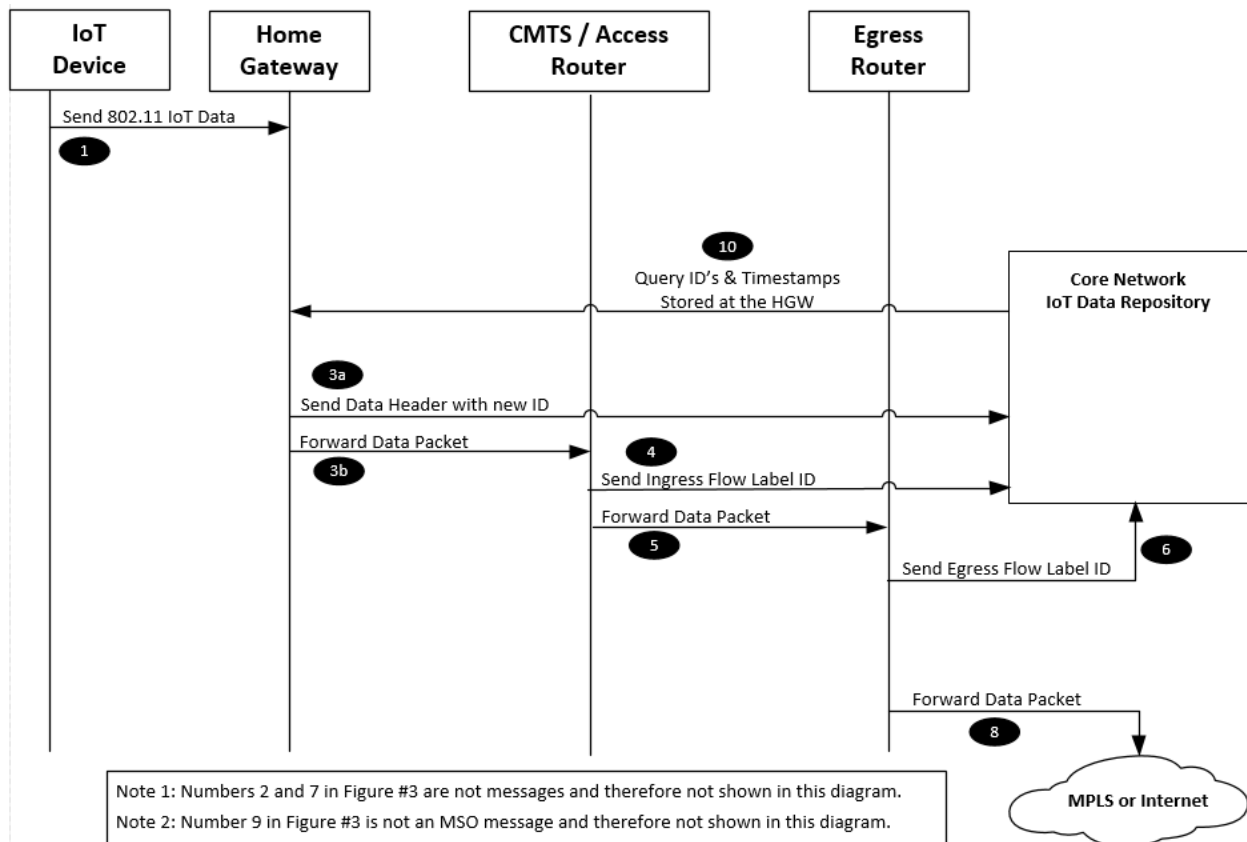 IoT
Device
Home
Gateway
CMTS / Access
Router
Egress
Router
Send 802.11 IoT Data
1
10
Query ID's & Timestamps
Stored at the HGW
Core Network
IoT Data Repository
3a
Send Data Header with new ID
Forward Data Packet
3b
4
Send Ingress Flow Label ID
Forward Data Packet
5
6
Send Egress Flow Label ID
Forward Data Packet
8
MPLS or Internet
Note 1: Numbers 2 and 7 in Figure #3 are not messages and therefore not shown in this diagram.
Note 2: Number 9 in Figure #3 is not an MSO message and therefore not shown in this diagram.